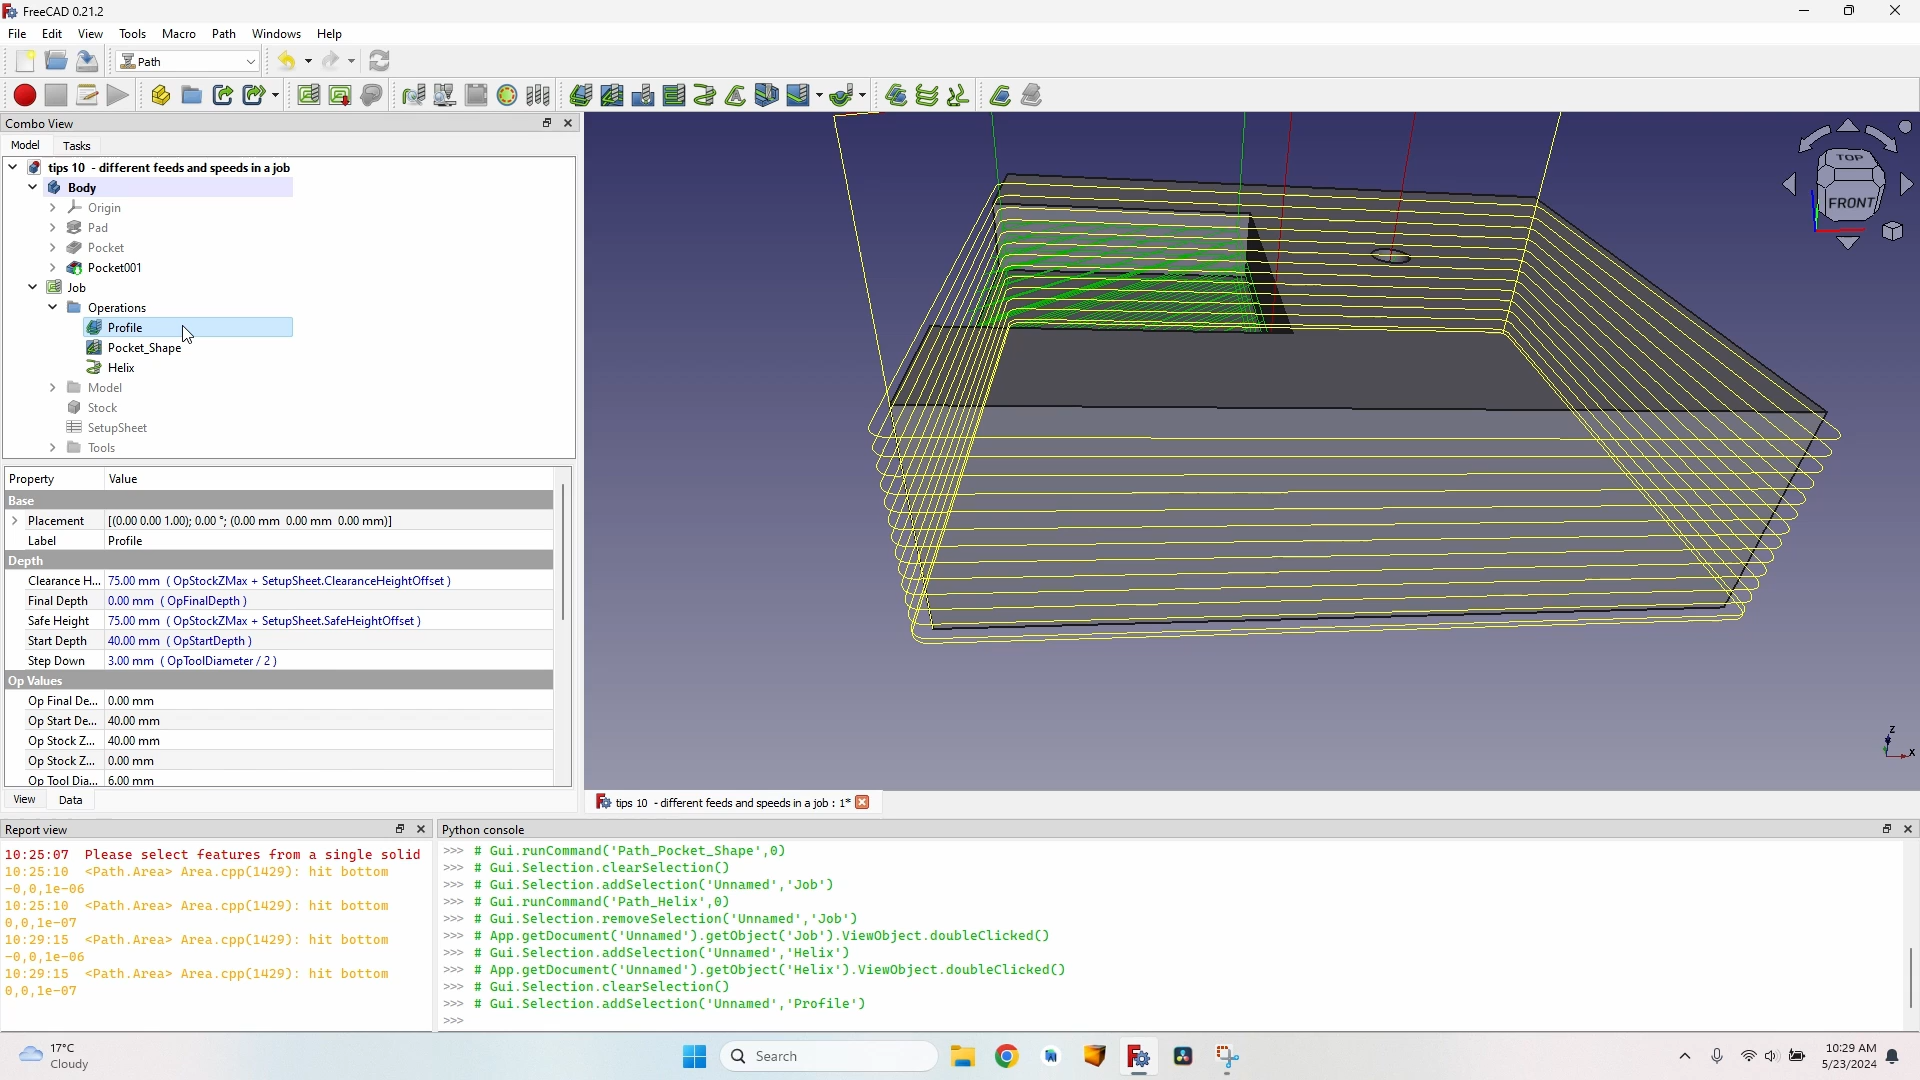 FreeCAD 0.21.2
File Edit View Tools Macro Path Windows Help
Path
Combo View
Model Tasks
tips 10 - different feeds and speeds in a job
Body
Origin
Pad
Pocket
Pocket001
Job
Operations
Profile
Pocket_Shape
Helix
Model
Stock
SetupSheet
Tools
Property Value
Base
Placement [(0.00 0.00 1.00); 0.00 °; (0.00 mm 0.00 mm 0.00 mm)]
Label Profile
Depth
Clearance H... 75.00 mm ( OpStockZMax + SetupSheet.ClearanceHeightOffset )
Final Depth 0.00 mm ( OpFinalDepth )
Safe Height 75.00 mm ( OpStockZMax + SetupSheet.SafeHeightOffset )
Start Depth 40.00 mm ( OpStartDepth )
Step Down 3.00 mm ( OpToolDiameter / 2 )
Op Values
Op Final De... 0.00 mm
Op Start De... 40.00 mm
Op Stock Z... 40.00 mm
Op Stock Z... 0.00 mm
Op Tool Dia... 6.00 mm
View Data
TOP
FRONT
Z
X
tips 10 - different feeds and speeds in a job : 1*
Report view
10:25:07 Please select features from a single solid
10:25:10 <Path.Area> Area.cpp(1429): hit bottom
-0,0,1e-06
10:25:10 <Path.Area> Area.cpp(1429): hit bottom
0,0,1e-07
10:29:15 <Path.Area> Area.cpp(1429): hit bottom
-0,0,1e-06
10:29:15 <Path.Area> Area.cpp(1429): hit bottom
0,0,1e-07
Python console
>>> # Gui.runCommand('Path_Pocket_Shape',0)
>>> # Gui.Selection.clearSelection()
>>> # Gui.Selection.addSelection('Unnamed','Job')
>>> # Gui.runCommand('Path_Helix',0)
>>> # Gui.Selection.removeSelection('Unnamed','Job')
>>> # App.getDocument('Unnamed').getObject('Job').ViewObject.doubleClicked()
>>> # Gui.Selection.addSelection('Unnamed','Helix')
>>> # App.getDocument('Unnamed').getObject('Helix').ViewObject.doubleClicked()
>>> # Gui.Selection.clearSelection()
>>> # Gui.Selection.addSelection('Unnamed','Profile')
>>>
17°C
Cloudy
Search
10:29 AM
5/23/2024